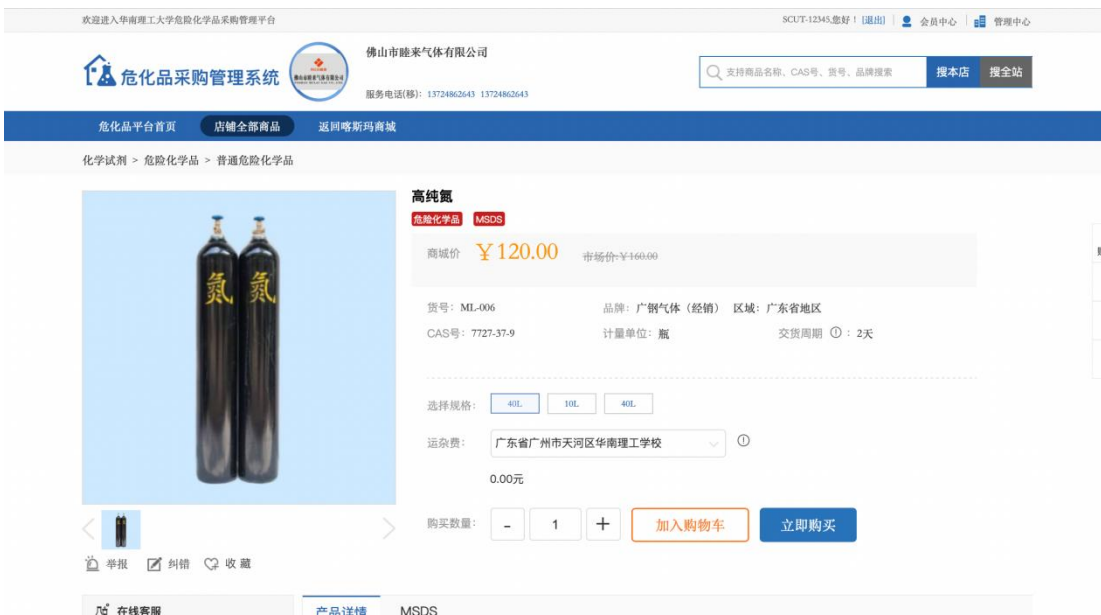 欢迎进入华南理工大学危险化学品采购管理平台
SCUT-12345,您好！ [退出] 会员中心 管理中心
危化品采购管理系统
佛山市睦来气体有限公司
服务电话(移)： 13724862643 13724862643
支持商品名称、CAS号、货号、品牌搜索 搜本店 搜全站
危化品平台首页 店铺全部商品 返回喀斯玛商城
化学试剂 > 危险化学品 > 普通危险化学品
高纯氮
危险化学品 MSDS
商城价 ￥120.00 市场价:￥160.00
氮 氮
货号： ML-006 品牌：广钢气体（经销） 区域：广东省地区
CAS号： 7727-37-9 计量单位：瓶 交货周期 ：2天
选择规格： 40L 10L 40L
运杂费： 广东省广州市天河区华南理工学校
0.00元
购买数量： - 1 + 加入购物车 立即购买
举报 纠错 收藏
在线客服 产品详情 MSDS